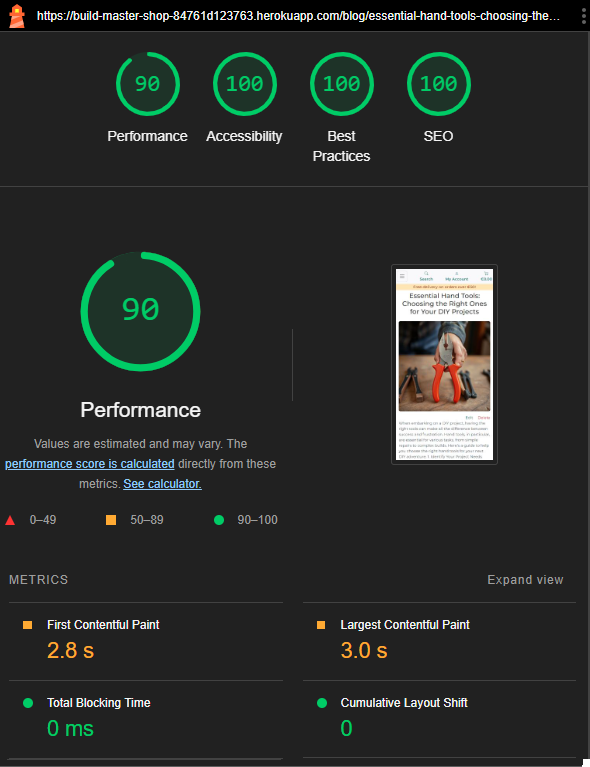 https://build-master-shop-84761d123763.herokuapp.com/blog/essential-hand-tools-choosing-the…
90 100 100 100
Performance Accessibility Best Practices SEO
90
Performance
Values are estimated and may vary. The
performance score is calculated directly from these
metrics. See calculator.
0–49 50–89 90–100
Search My Account
Free delivery for orders over
Essential Hand Tools:
Choosing the Right Ones
for Your DIY Projects
Edit Delete
METRICS Expand view
First Contentful Paint Largest Contentful Paint
2.8 s 3.0 s
Total Blocking Time Cumulative Layout Shift
0 ms 0